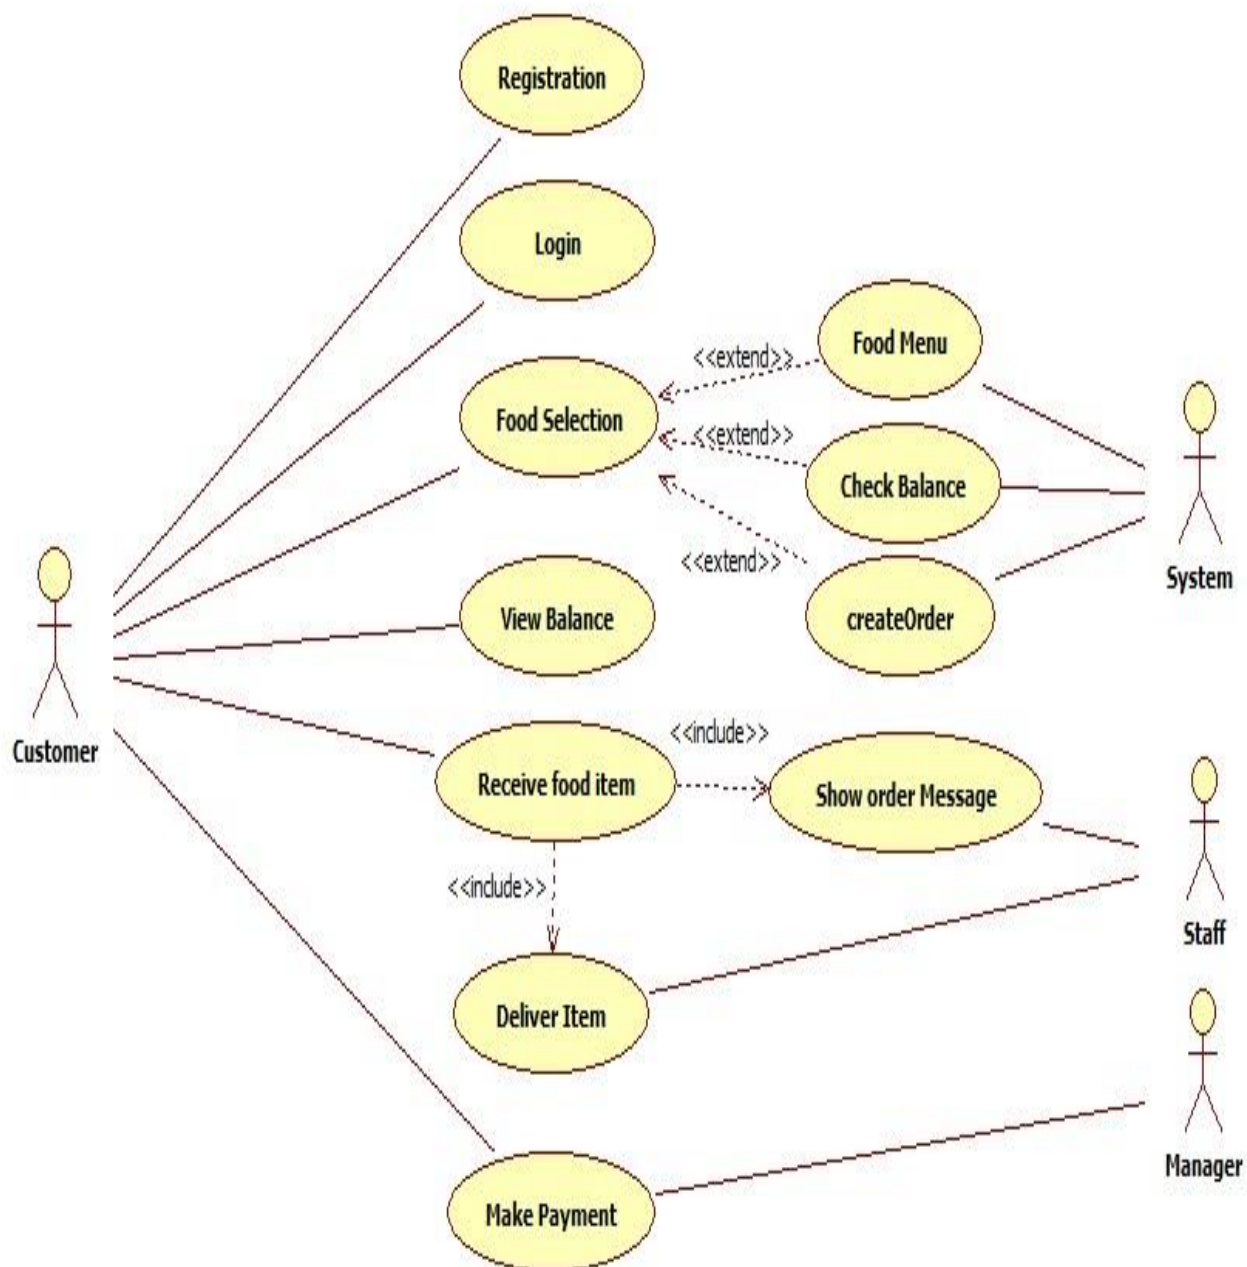 Registration
Login
Food Menu
<<extend>>
Food Selection
<<extend>>
Check Balance
<<extend>>
System
View Balance
createOrder
Customer
<<include>>
Receive food item
Show order Message
<<include>>
Staff
Deliver Item
Manager
Make Payment